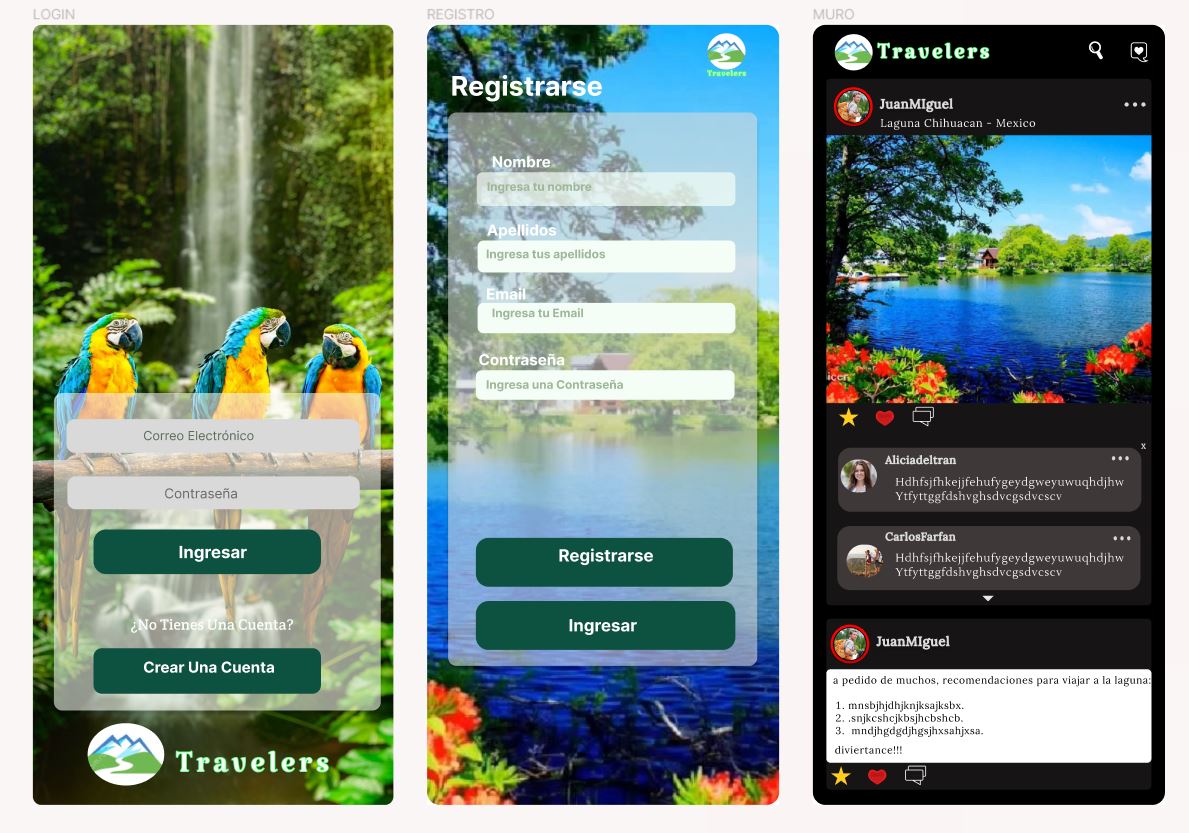 LOGIN
Correo Electrónico
Contraseña
Ingresar
¿No Tienes Una Cuenta?
Crear Una Cuenta
Travelers
REGISTRO
Travelers
Registrarse
Nombre
Ingresa tu nombre
Apellidos
Ingresa tus apellidos
Email
Ingresa tu Email
Contraseña
Ingresa una Contraseña
Registrarse
Ingresar
MURO
Travelers
JuanMIguel
Laguna Chihuacan - Mexico
icer
x
Aliciadeltran
Hdhfsjfhkejjfehufygeydgweyuwuqhdjhw
Ytfyttggfdshvghsdvcgsdvcscv
CarlosFarfan
Hdhfsjfhkejjfehufygeydgweyuwuqhdjhw
Ytfyttggfdshvghsdvcgsdvcscv
JuanMIguel
a pedido de muchos, recomendaciones para viajar a la laguna:
1. mnsbjhjdhjknjksajksbx.
2. .snjkcshcjkbsjhcbshcb.
3. mndjhgdgdjhgsjhxsahjxsa.
diviertance!!!